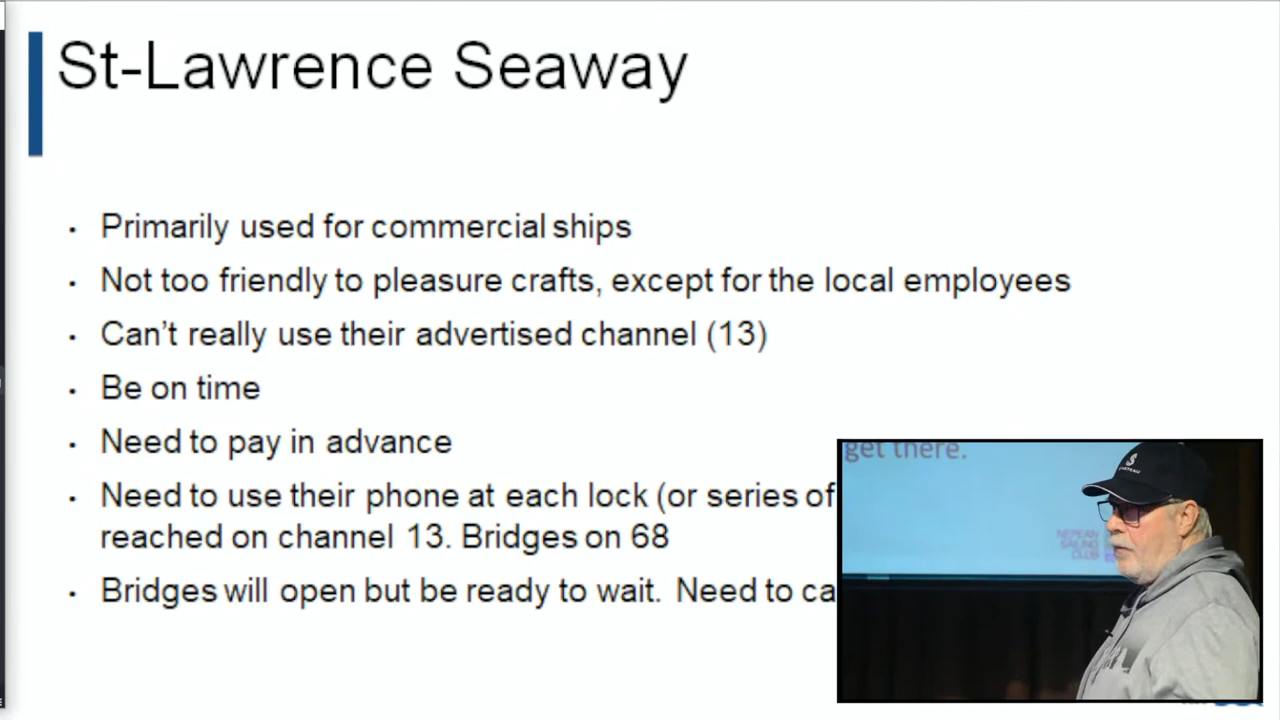 St-Lawrence Seaway
• Primarily used for commercial ships
• Not too friendly to pleasure crafts, except for the local employees
• Can't really use their advertised channel (13)
• Be on time
• Need to pay in advance
• Need to use their phone at each lock (or series of
reached on channel 13. Bridges on 68
• Bridges will open but be ready to wait. Need to ca
get there.
NEPEAN
SAILING
CLUB